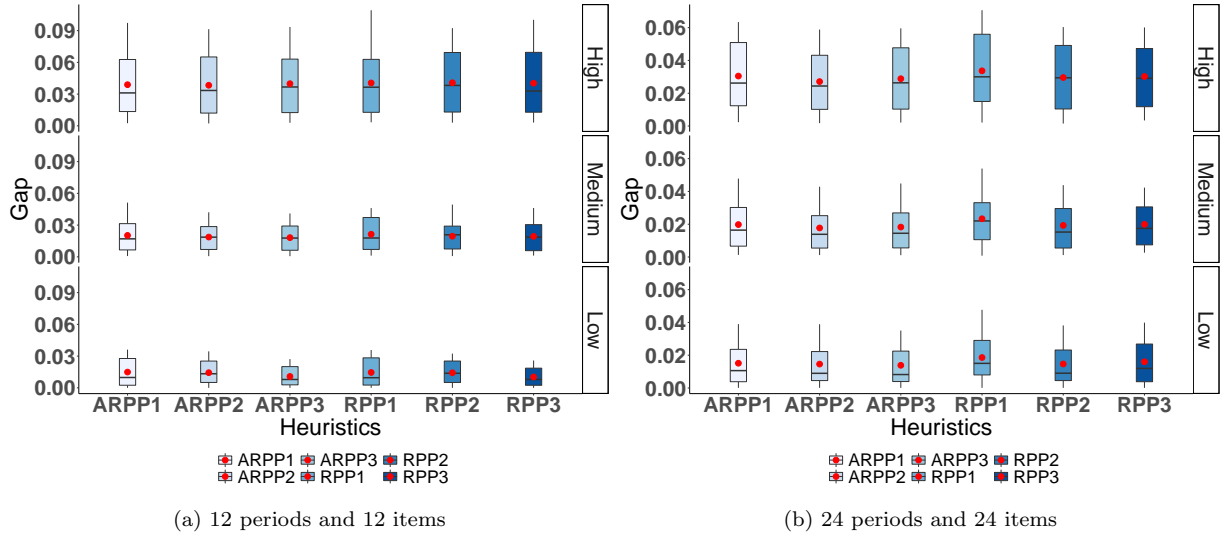 Gap
0.09
0.06
0.03
0.00
High
0.09
0.06
0.03
0.00
Medium
0.09
0.06
0.03
0.00
Low
ARPP1 ARPP2 ARPP3 RPP1 RPP2 RPP3
Heuristics
ARPP1 ARPP3 RPP2
ARPP2 RPP1 RPP3
(a) 12 periods and 12 items
Gap
0.06
0.04
0.02
0.00
High
0.06
0.04
0.02
0.00
Medium
0.06
0.04
0.02
0.00
Low
ARPP1 ARPP2 ARPP3 RPP1 RPP2 RPP3
Heuristics
ARPP1 ARPP3 RPP2
ARPP2 RPP1 RPP3
(b) 24 periods and 24 items